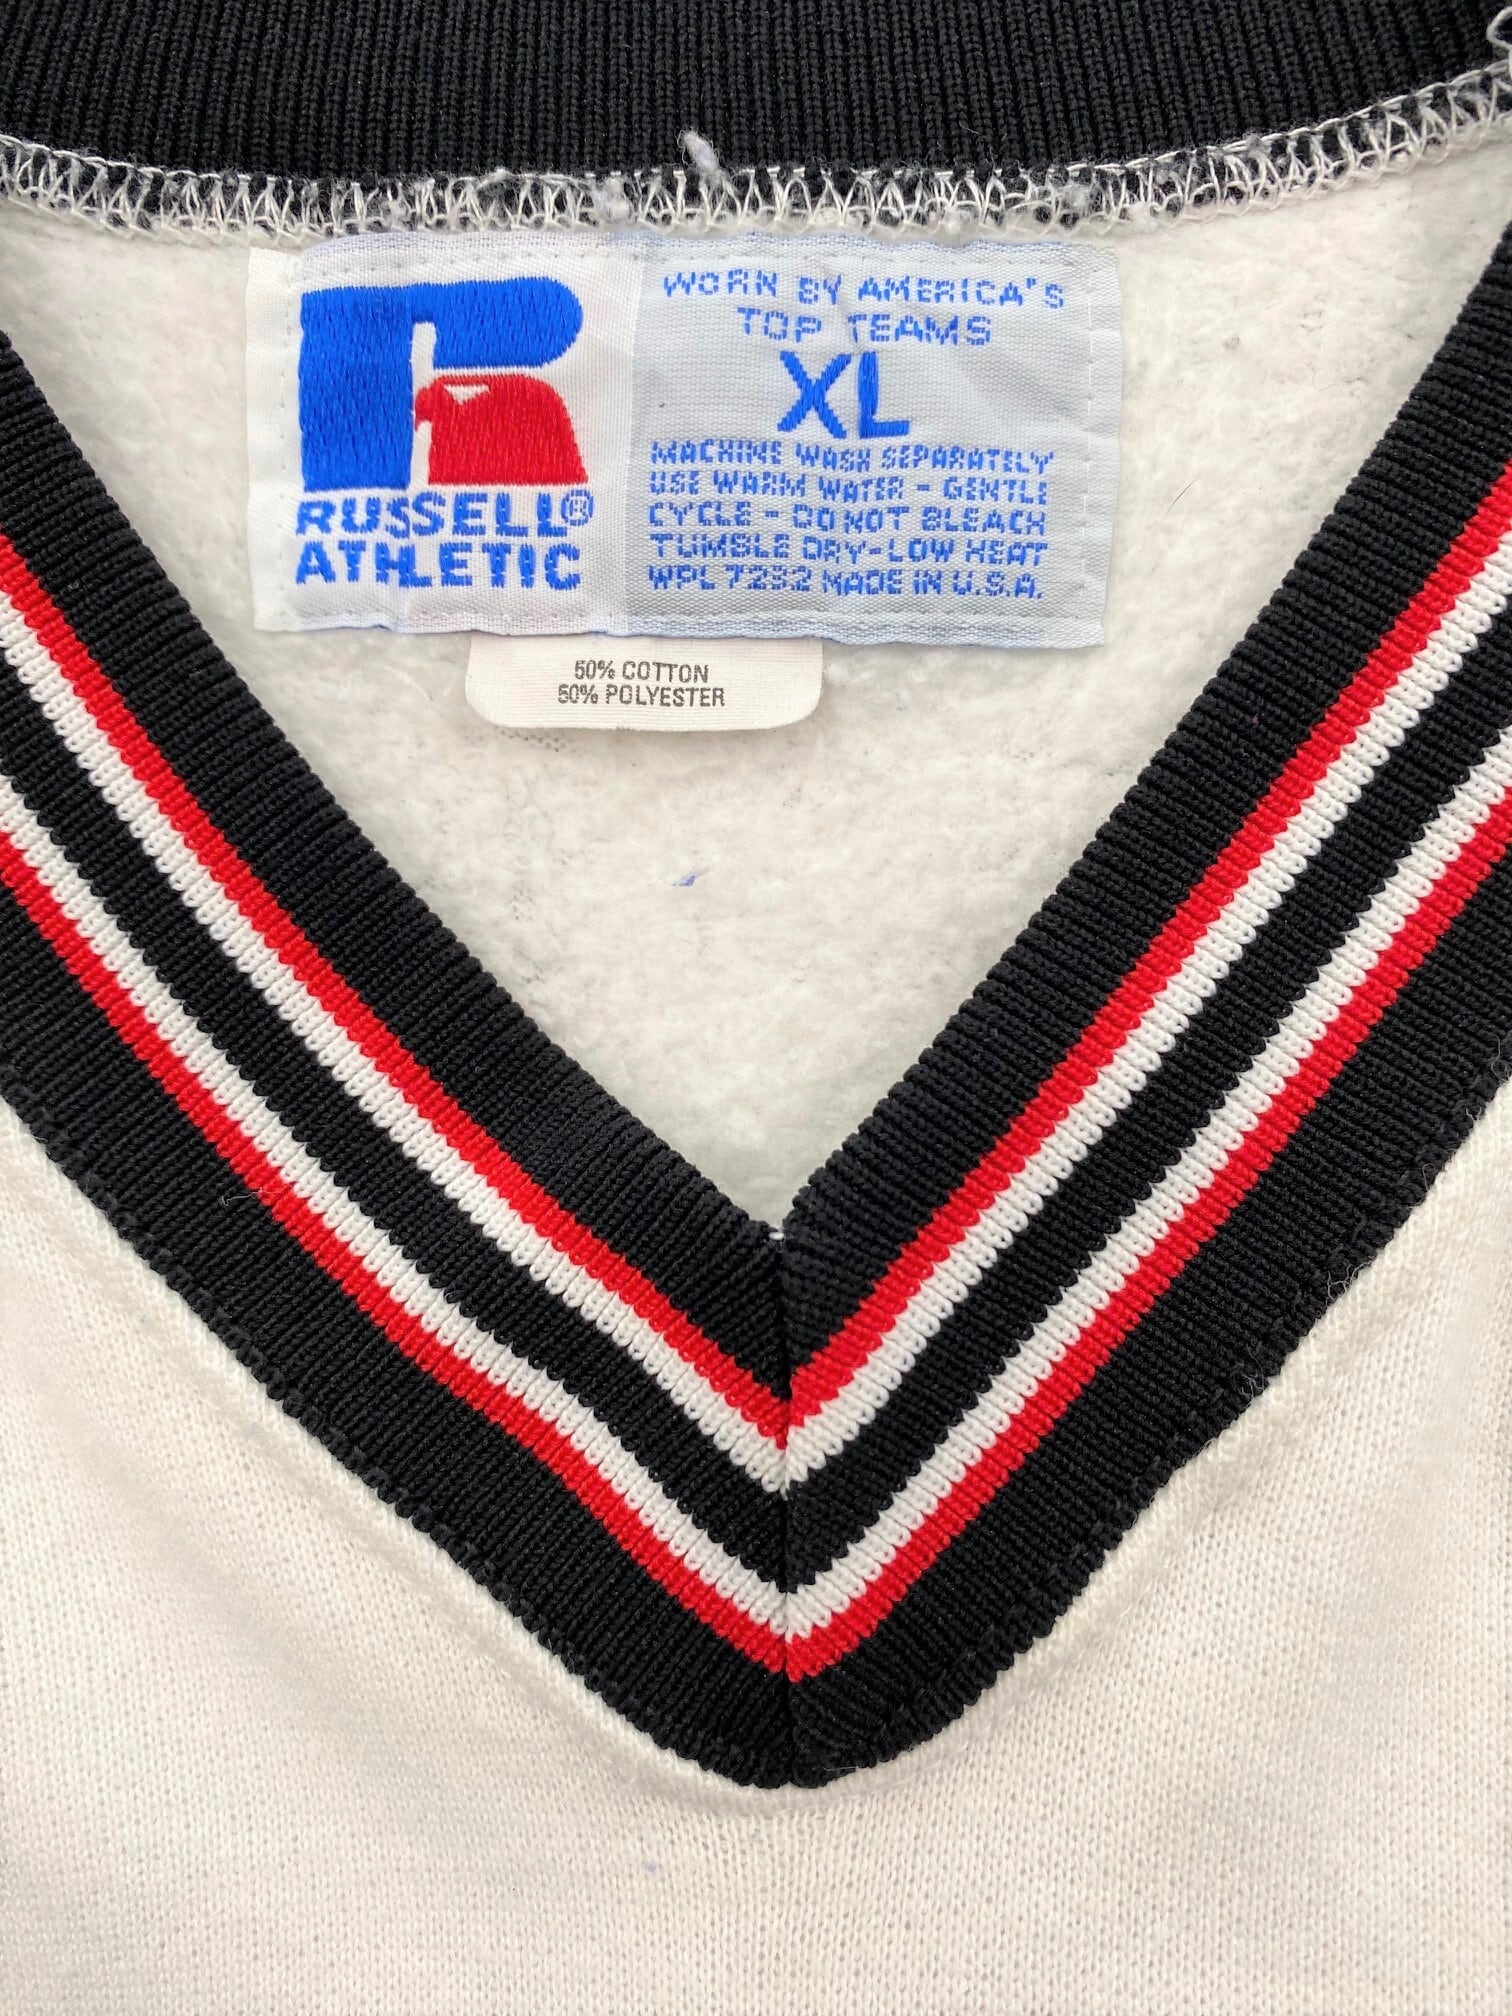 RUSSELL®
ATHLETIC
WORN BY AMERICA'S
TOP TEAMS
XL
MACHINE WASH SEPARATELY
USE WARM WATER - GENTLE
CYCLE - DO NOT BLEACH
TUMBLE DRY-LOW HEAT
WPL 7232 MADE IN U.S.A.
50% COTTON
50% POLYESTER